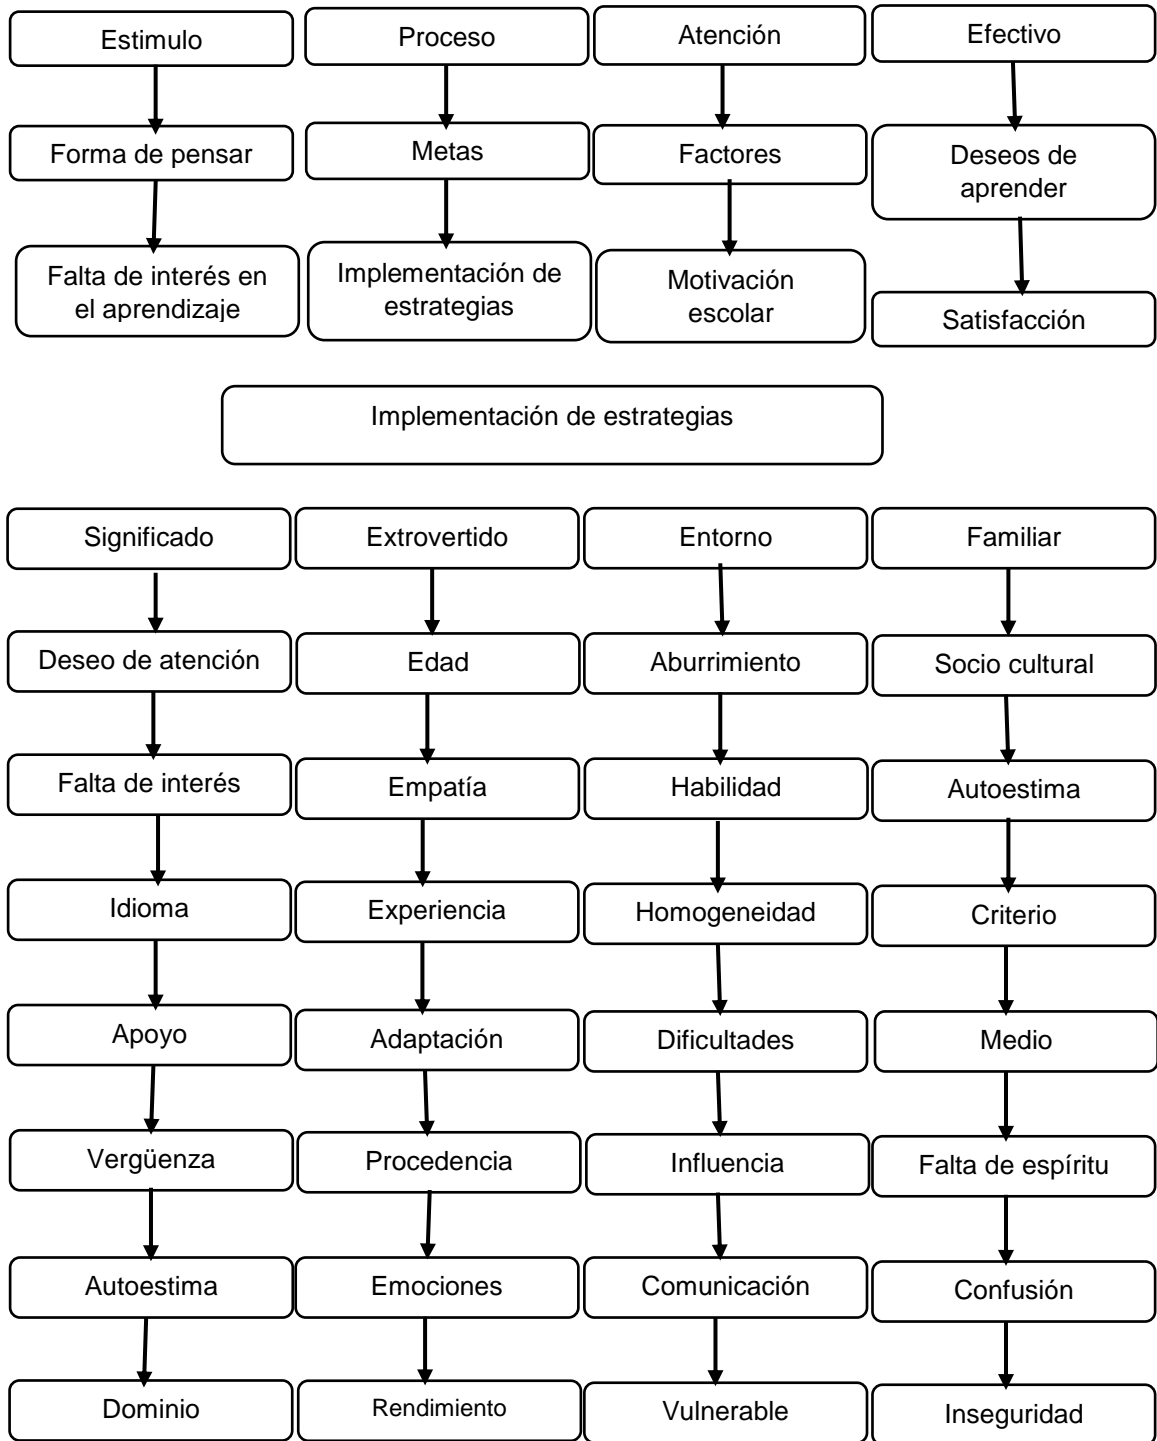 Estimulo
Proceso
Atención
Efectivo
Forma de pensar
Metas
Factores
Deseos de
aprender
Falta de interés en
el aprendizaje
Implementación de
estrategias
Motivación
escolar
Satisfacción
Implementación de estrategias
Significado
Extrovertido
Entorno
Familiar
Deseo de atención
Edad
Aburrimiento
Socio cultural
Falta de interés
Empatía
Habilidad
Autoestima
Idioma
Experiencia
Homogeneidad
Criterio
Apoyo
Adaptación
Dificultades
Medio
Vergüenza
Procedencia
Influencia
Falta de espíritu
Autoestima
Emociones
Comunicación
Confusión
Dominio
Rendimiento
Vulnerable
Inseguridad